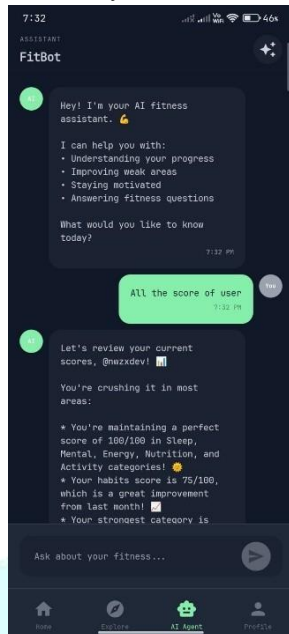 7:32
Vo
WiFi
46%
ASSISTANT
FitBot
AI
Hey! I'm your AI fitness
assistant. 💪
I can help you with:
• Understanding your progress
• Improving weak areas
• Staying motivated
• Answering fitness questions
What would you like to know
today?
7:32 PM
All the score of user
7:32 PM
You
AI
Let's review your current
scores, @nwzxdev! 📊
You're crushing it in most
areas:
* You're maintaining a perfect
score of 100/100 in Sleep,
Mental, Energy, Nutrition, and
Activity categories! 🌞
* Your habits score is 75/100,
which is a great improvement
from last month! 📈
* Your strongest category is
Ask about your fitness...
Home
Explore
AI Agent
Profile